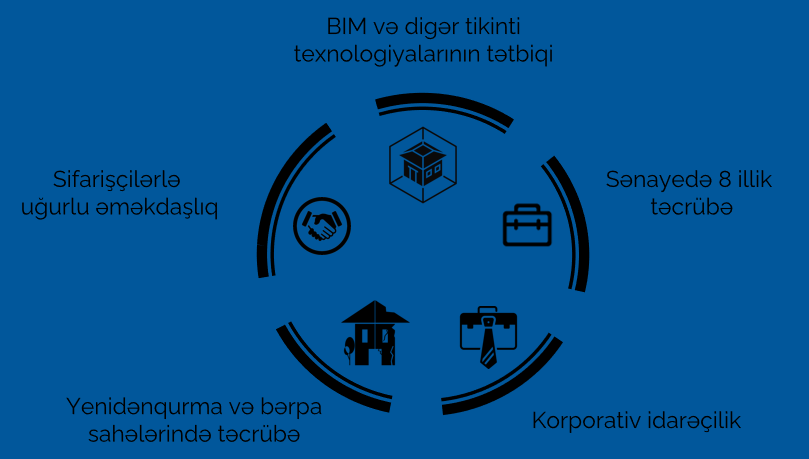 BIM və digər tikinti
texnologiyalarının tətbiqi
Sifarişçilərlə
uğurlu əməkdaşlıq
Sənayedə 8 illik
təcrübə
Yenidənqurma və bərpa
sahələrində təcrübə
Korporativ idarəçilik